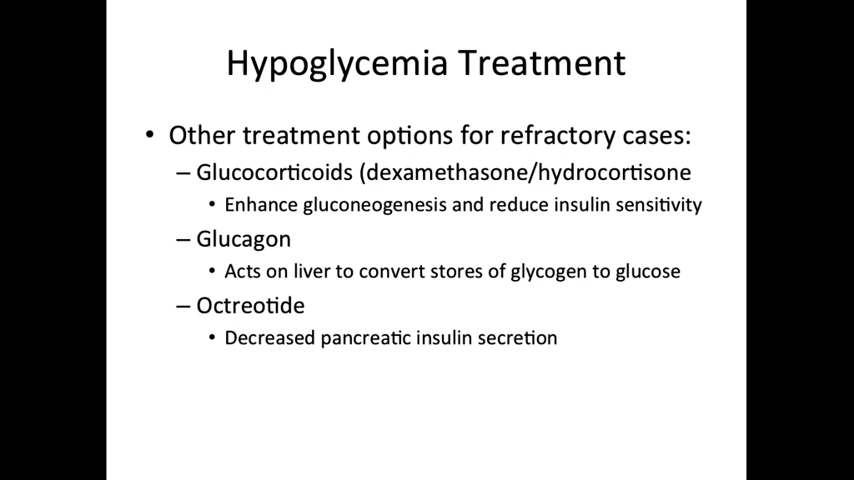 Hypoglycemia Treatment
• Other treatment options for refractory cases:
– Glucocorticoids (dexamethasone/hydrocortisone
• Enhance gluconeogenesis and reduce insulin sensitivity
– Glucagon
• Acts on liver to convert stores of glycogen to glucose
– Octreotide
• Decreased pancreatic insulin secretion